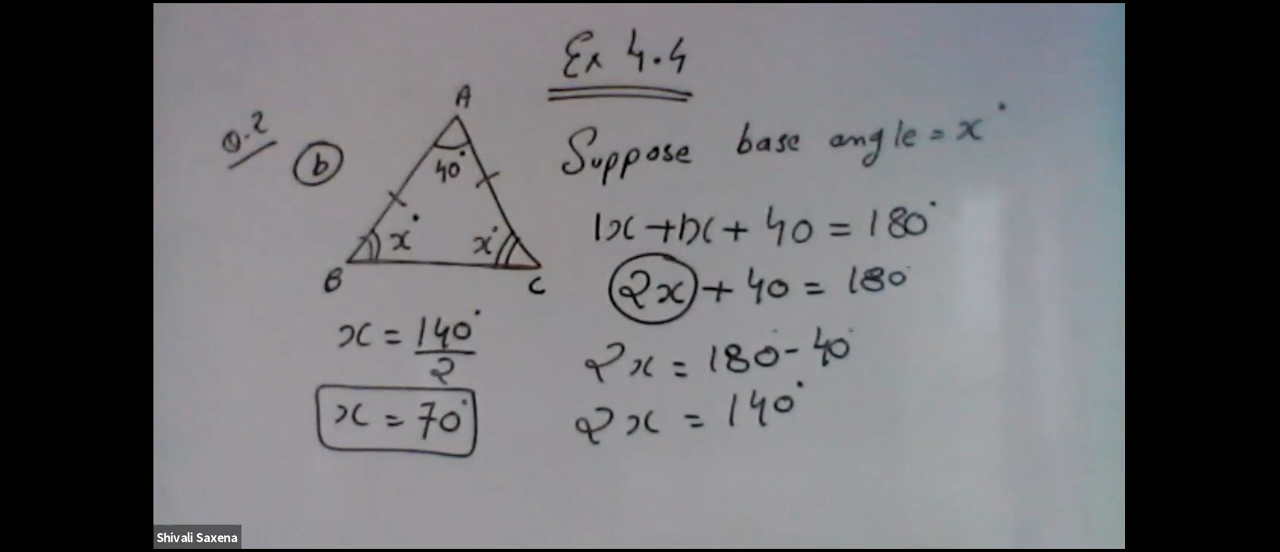 Ex 4.4
Q.2
(b)
A
40°
x°
x°
B
C
Suppose base angle = x°
1x + 1x + 40 = 180°
2x + 40 = 180°
2x = 180° - 40°
2x = 140°
x = 140°/2
x = 70°
Shivali Saxena